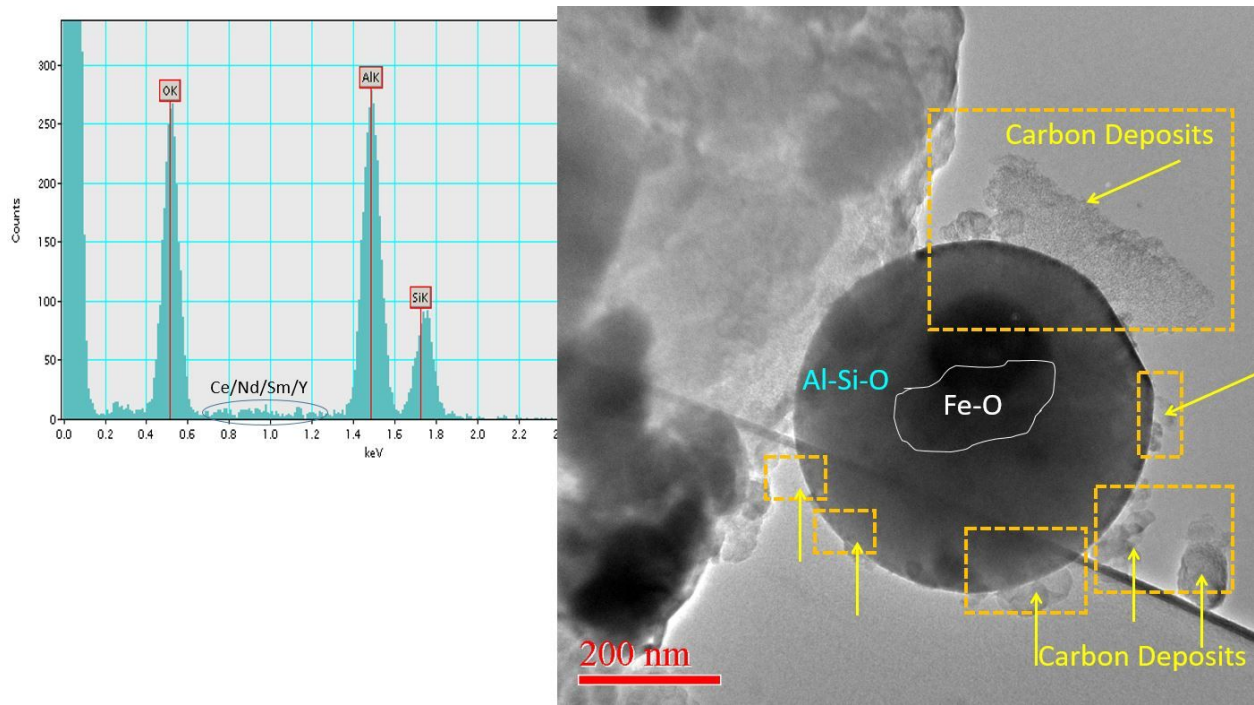 300
250
200
150
100
50
0
Counts
OK
AlK
SiK
Ce/Nd/Sm/Y
0.0 0.2 0.4 0.6 0.8 1.0 1.2 1.4 1.6 1.8 2.0 2.2 2.4
keV
Carbon Deposits
Al-Si-O
Fe-O
200 nm
Carbon Deposits